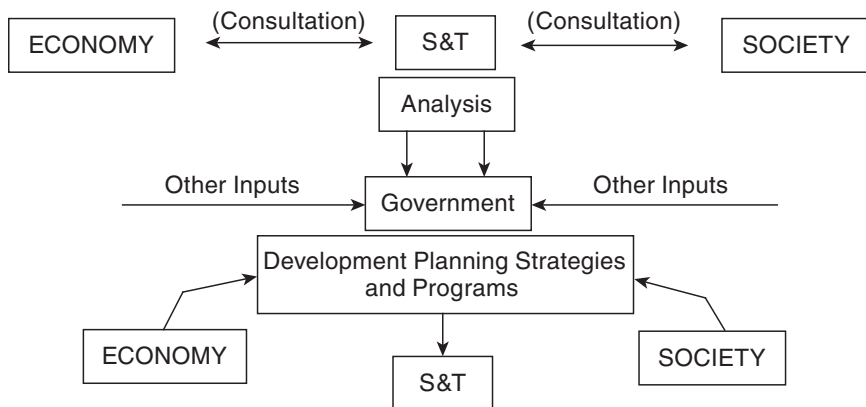 (Consultation) (Consultation)
ECONOMY S&T SOCIETY
Analysis
Other Inputs Other Inputs
Government
Development Planning Strategies
and Programs
ECONOMY SOCIETY
S&T